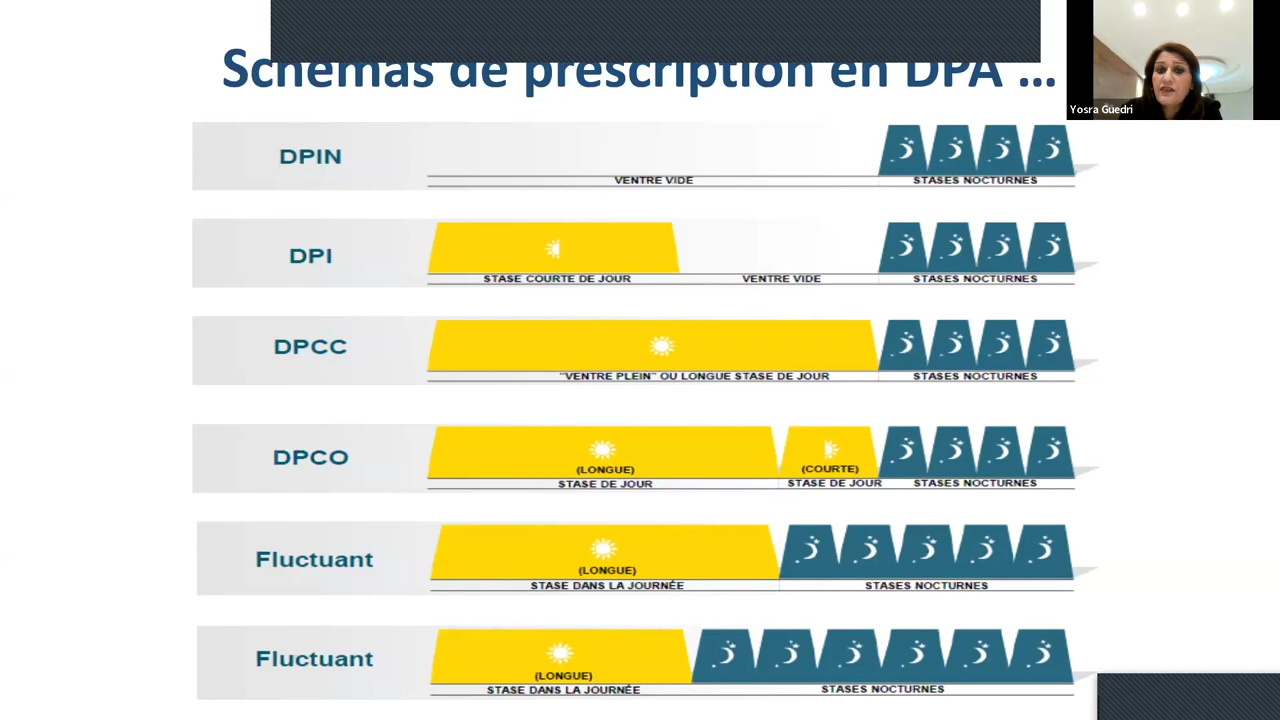 Schémas de prescription en DPA ...
Yosra Guedri
DPIN
VENTRE VIDE
STASES NOCTURNES
DPI
STASE COURTE DE JOUR
VENTRE VIDE
STASES NOCTURNES
DPCC
"VENTRE PLEIN" OU LONGUE STASE DE JOUR
STASES NOCTURNES
DPCO
(LONGUE)
(COURTE)
STASE DE JOUR
STASE DE JOUR
STASES NOCTURNES
Fluctuant
(LONGUE)
STASE DANS LA JOURNÉE
STASES NOCTURNES
Fluctuant
(LONGUE)
STASE DANS LA JOURNÉE
STASES NOCTURNES